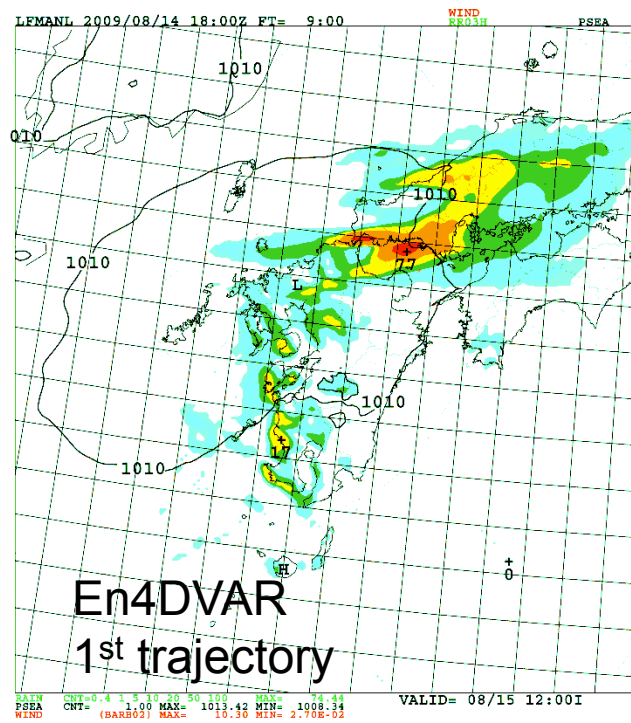 WIND
LFMANL 2009/08/14 18:00Z FT= 9:00 RR03H PSEA
1010
010
1010
1010
77
L
1010
17
1010
H
0
En4DVAR
1st trajectory
RAIN CNT=0.4 1 5 10 20 50 100 MAX= 74.44
PSEA CNT= 1.00 MAX= 1013.42 MIN= 1008.34 VALID= 08/15 12:00I
WIND (BARB02) MAX= 10.30 MIN= 2.70E-02